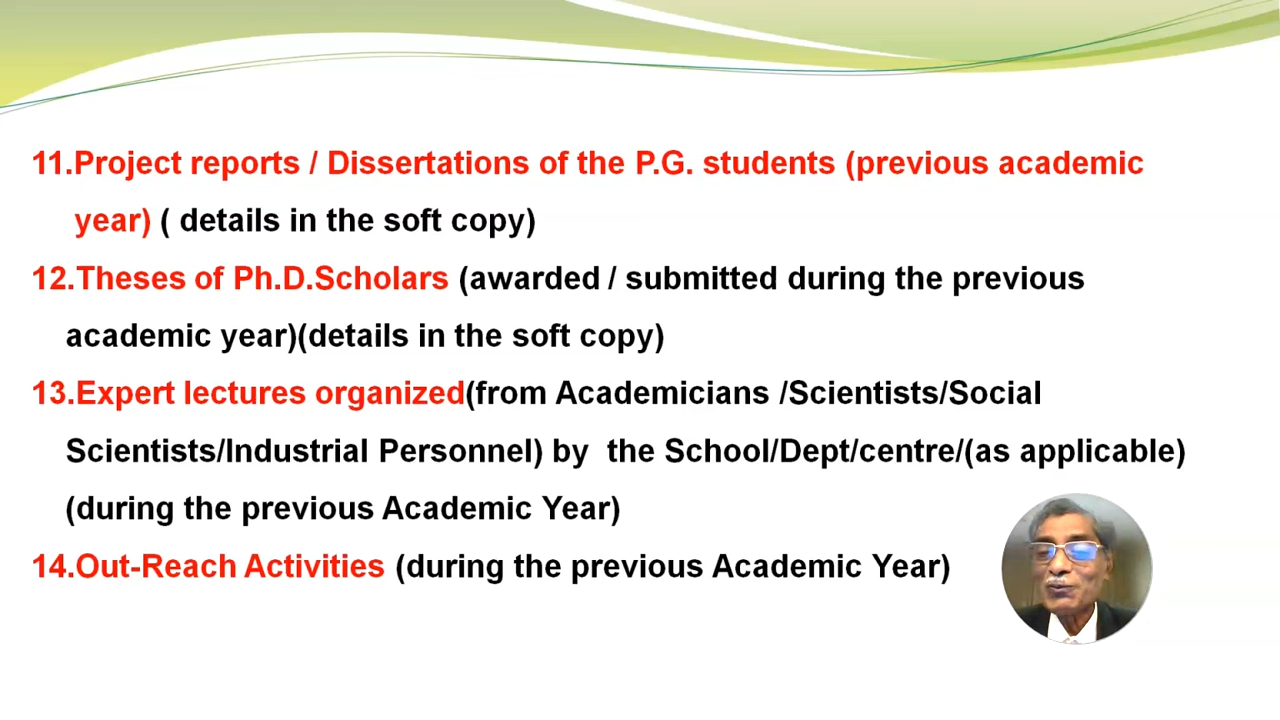 11.Project reports / Dissertations of the P.G. students (previous academic
year) ( details in the soft copy)
12.Theses of Ph.D.Scholars (awarded / submitted during the previous
academic year)(details in the soft copy)
13.Expert lectures organized(from Academicians /Scientists/Social
Scientists/Industrial Personnel) by the School/Dept/centre/(as applicable)
(during the previous Academic Year)
14.Out-Reach Activities (during the previous Academic Year)